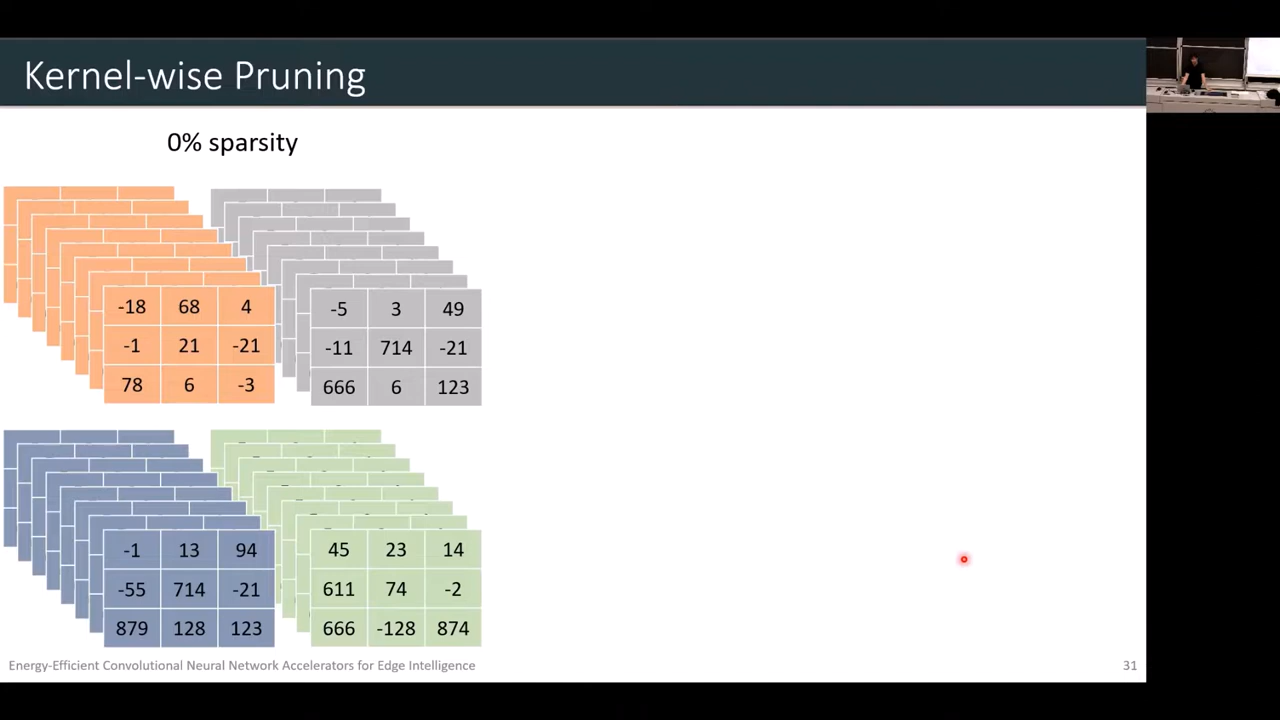 Kernel-wise Pruning
0% sparsity
-18 68 4
-1 21 -21
78 6 -3
-5 3 49
-11 714 -21
666 6 123
-1 13 94
-55 714 -21
879 128 123
45 23 14
611 74 -2
666 -128 874
Energy-Efficient Convolutional Neural Network Accelerators for Edge Intelligence
31